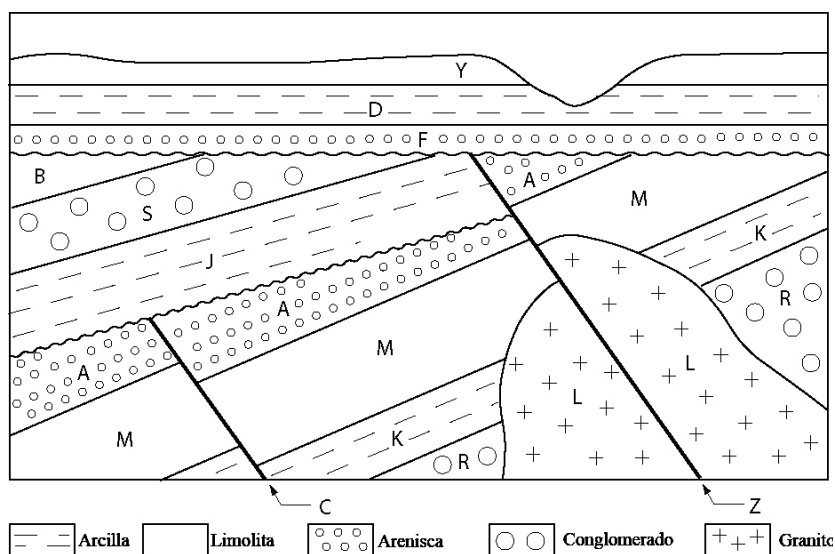 Y
D
F
B
A
S
M
K
J
A
R
M
L
A
L
M
K
R
C
Z
Arcilla
Limolita
Arenisca
Conglomerado
Granito